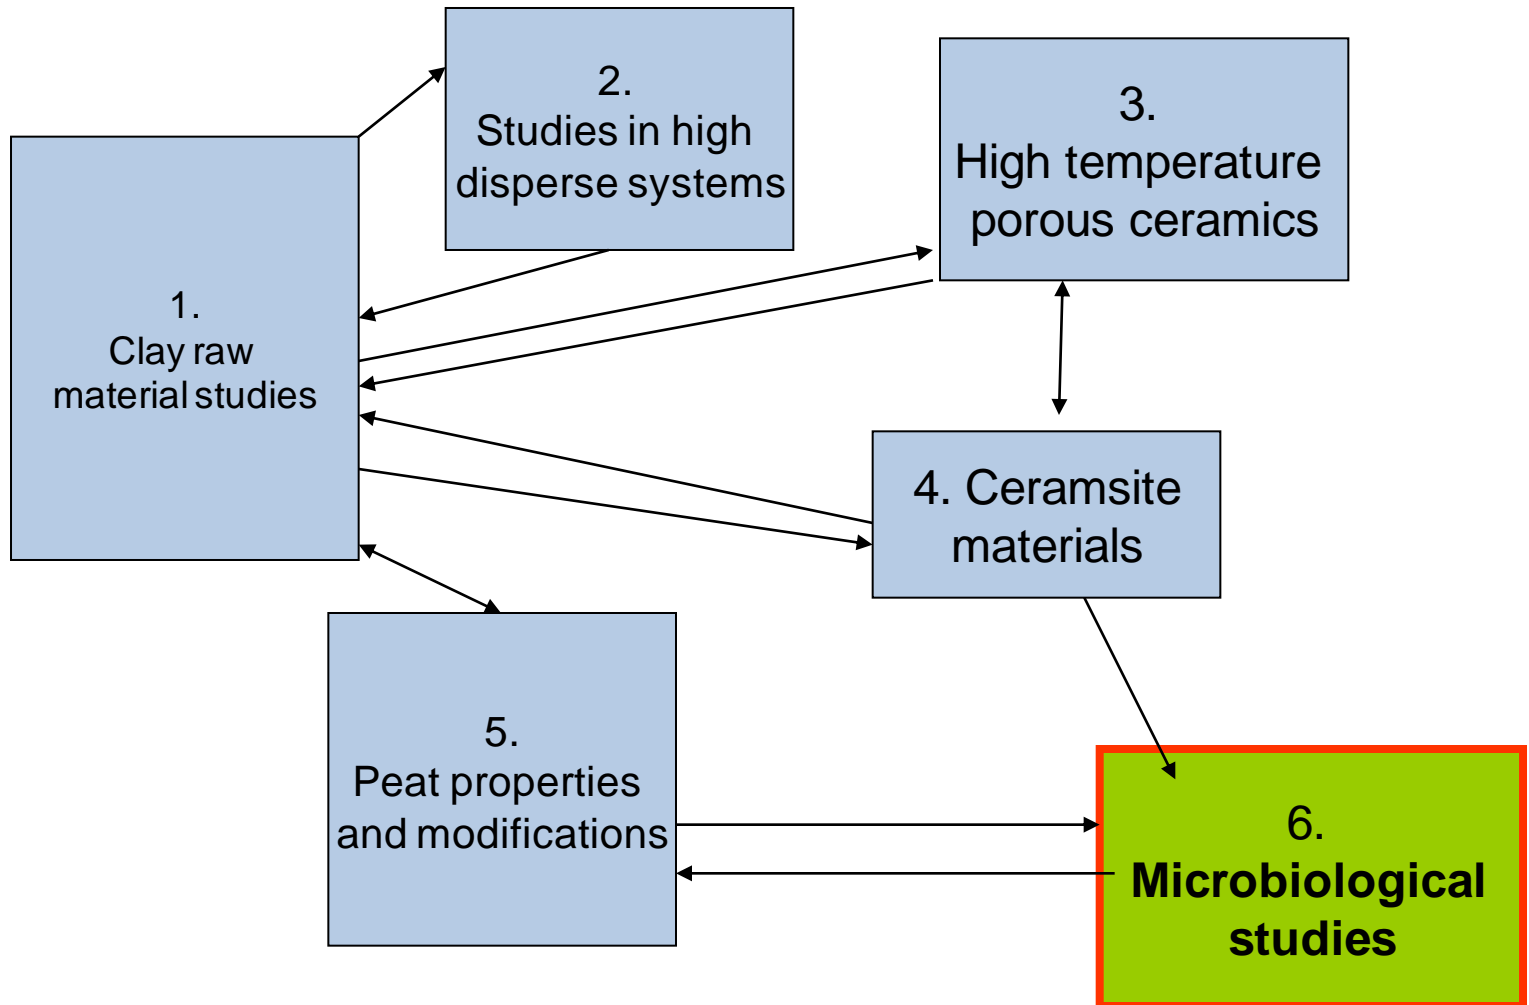 1.
Clay raw
material studies
2.
Studies in high
disperse systems
3.
High temperature
porous ceramics
4. Ceramsite
materials
5.
Peat properties
and modifications
6.
Microbiological
studies